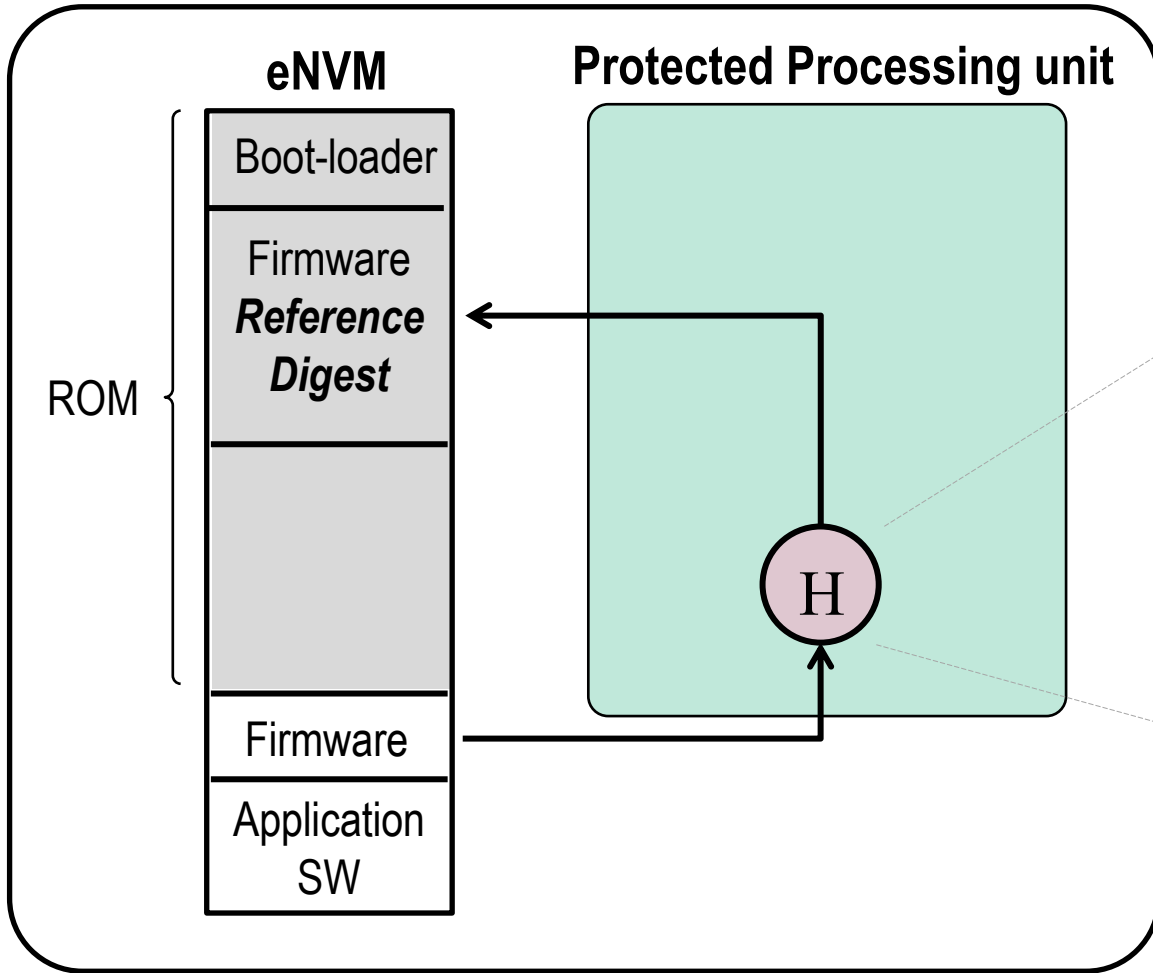 eNVM
Protected Processing unit
Boot-loader
Firmware
Reference
Digest
ROM
H
Firmware
Application
SW